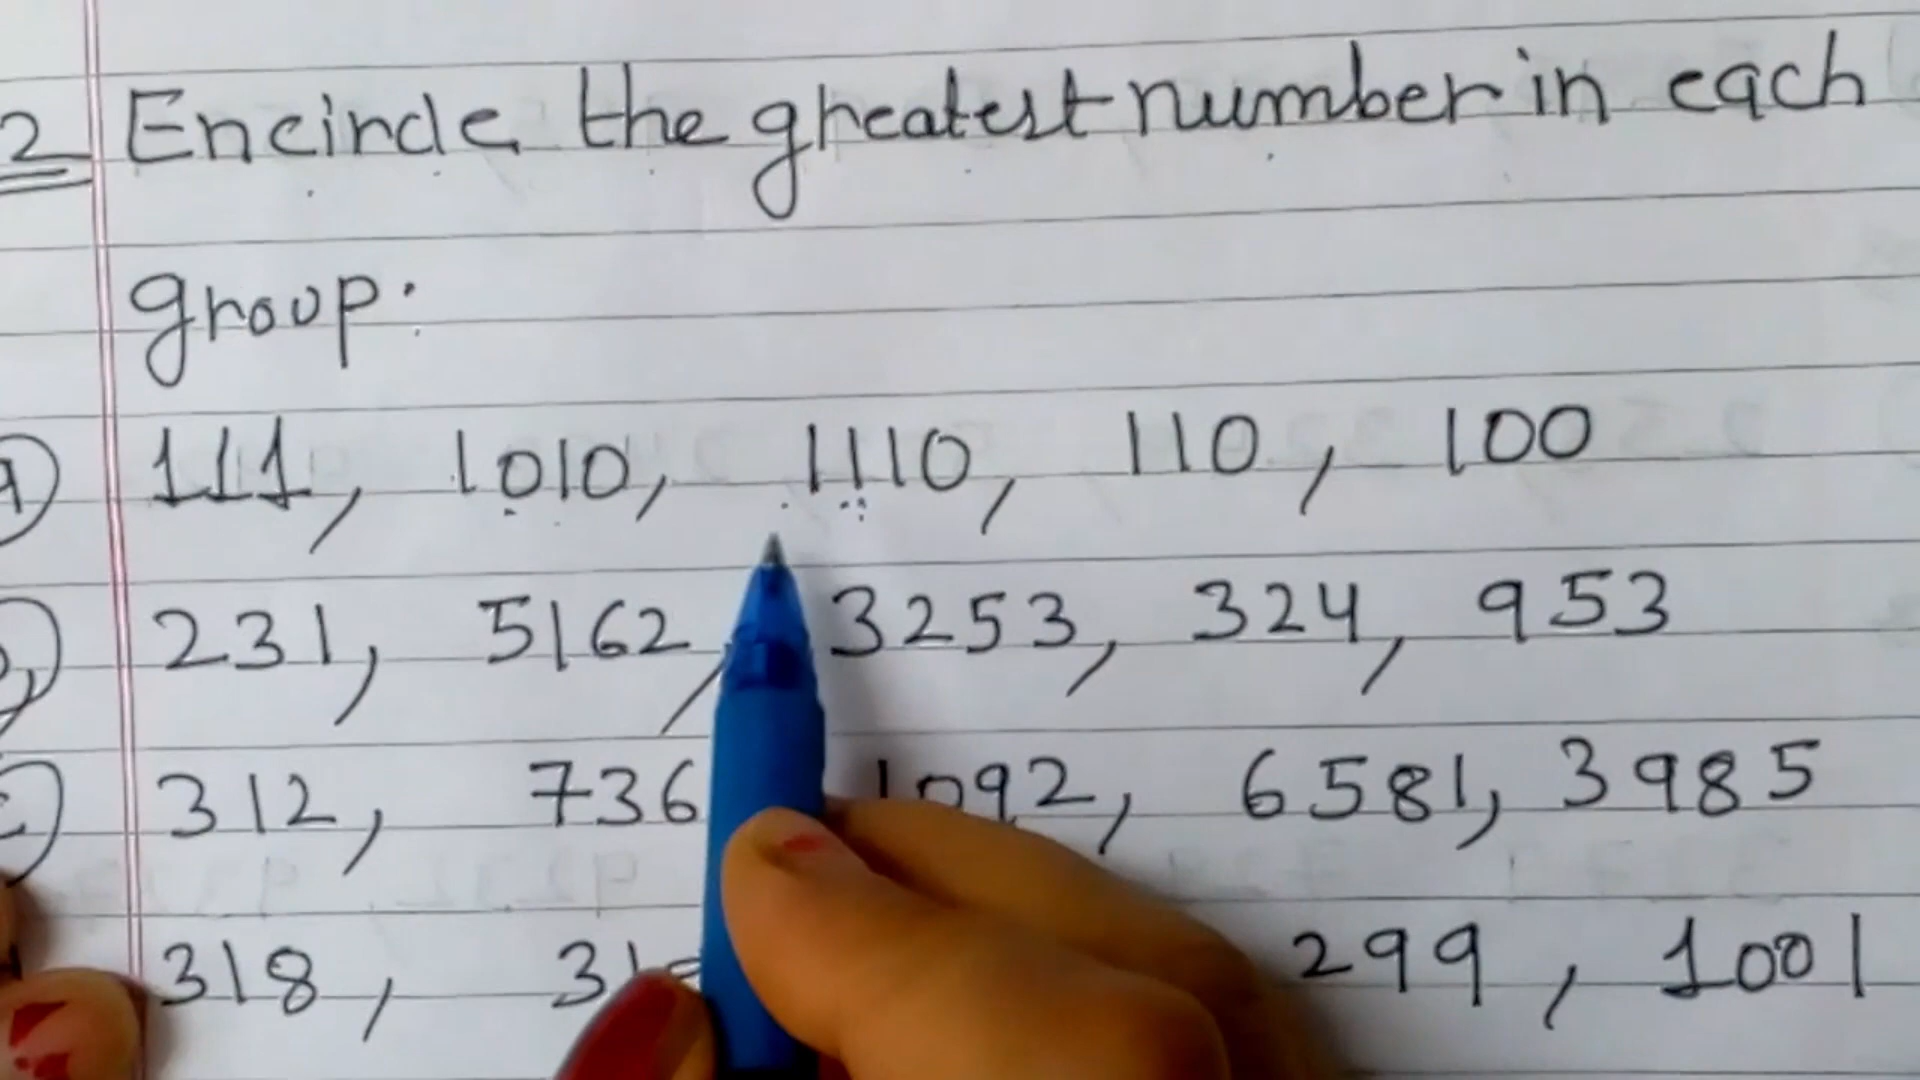 2 Encircle the greatest number in each
group:
a) 111, 1010, 1110, 110, 100
b) 231, 5162, 3253, 324, 953
c) 312, 736 1092, 6581, 3985
318, 299, 1001